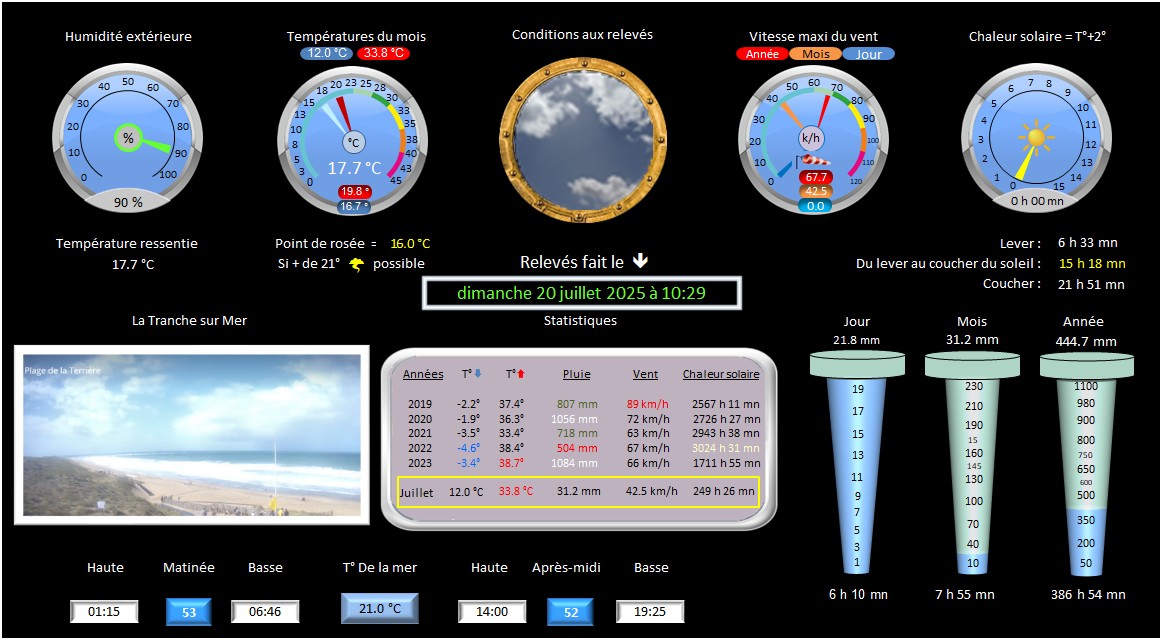 Humidité extérieure
Températures du mois
Conditions aux relevés
Vitesse maxi du vent
Chaleur solaire = T°+2°
12.0 °C 33.8 °C
Année Mois Jour
0 10 20 30 40 50 60 70 80 90 100
%
90 %
0 3 5 8 10 13 15 18 20 23 25 28 30 33 35 38 40 43 45
°C
17.7 °C
19.8 °
16.7 °
0 10 20 30 40 50 60 70 80 90 100 110 120
k/h
67.7
42.5
0.0
0 1 2 3 4 5 6 7 8 9 10 11 12 13 14 15
0 h 00 mn
Température ressentie
17.7 °C
Point de rosée = 16.0 °C
Si + de 21° possible
Relevés fait le
dimanche 20 juillet 2025 à 10:29
Lever : 6 h 33 mn
Du lever au coucher du soleil : 15 h 18 mn
Coucher : 21 h 51 mn
La Tranche sur Mer
Plage de la Terrière
Statistiques
Années T° T° Pluie Vent Chaleur solaire
2019 -2.2° 37.4° 807 mm 89 km/h 2567 h 11 mn
2020 -1.9° 36.3° 1056 mm 72 km/h 2726 h 27 mn
2021 -3.5° 33.4° 718 mm 63 km/h 2943 h 38 mn
2022 -4.6° 38.4° 504 mm 67 km/h 3024 h 31 mn
2023 -3.4° 38.7° 1084 mm 66 km/h 1711 h 55 mn
Juillet 12.0 °C 33.8 °C 31.2 mm 42.5 km/h 249 h 26 mn
Jour
21.8 mm
19
17
15
13
11
9
7
5
3
1
6 h 10 mn
Mois
31.2 mm
230
210
190
15
160
145
130
100
70
40
10
7 h 55 mn
Année
444.7 mm
1100
980
900
800
750
650
600
500
350
200
50
386 h 54 mn
Haute Matinée Basse T° De la mer Haute Après-midi Basse
01:15 53 06:46 21.0 °C 14:00 52 19:25